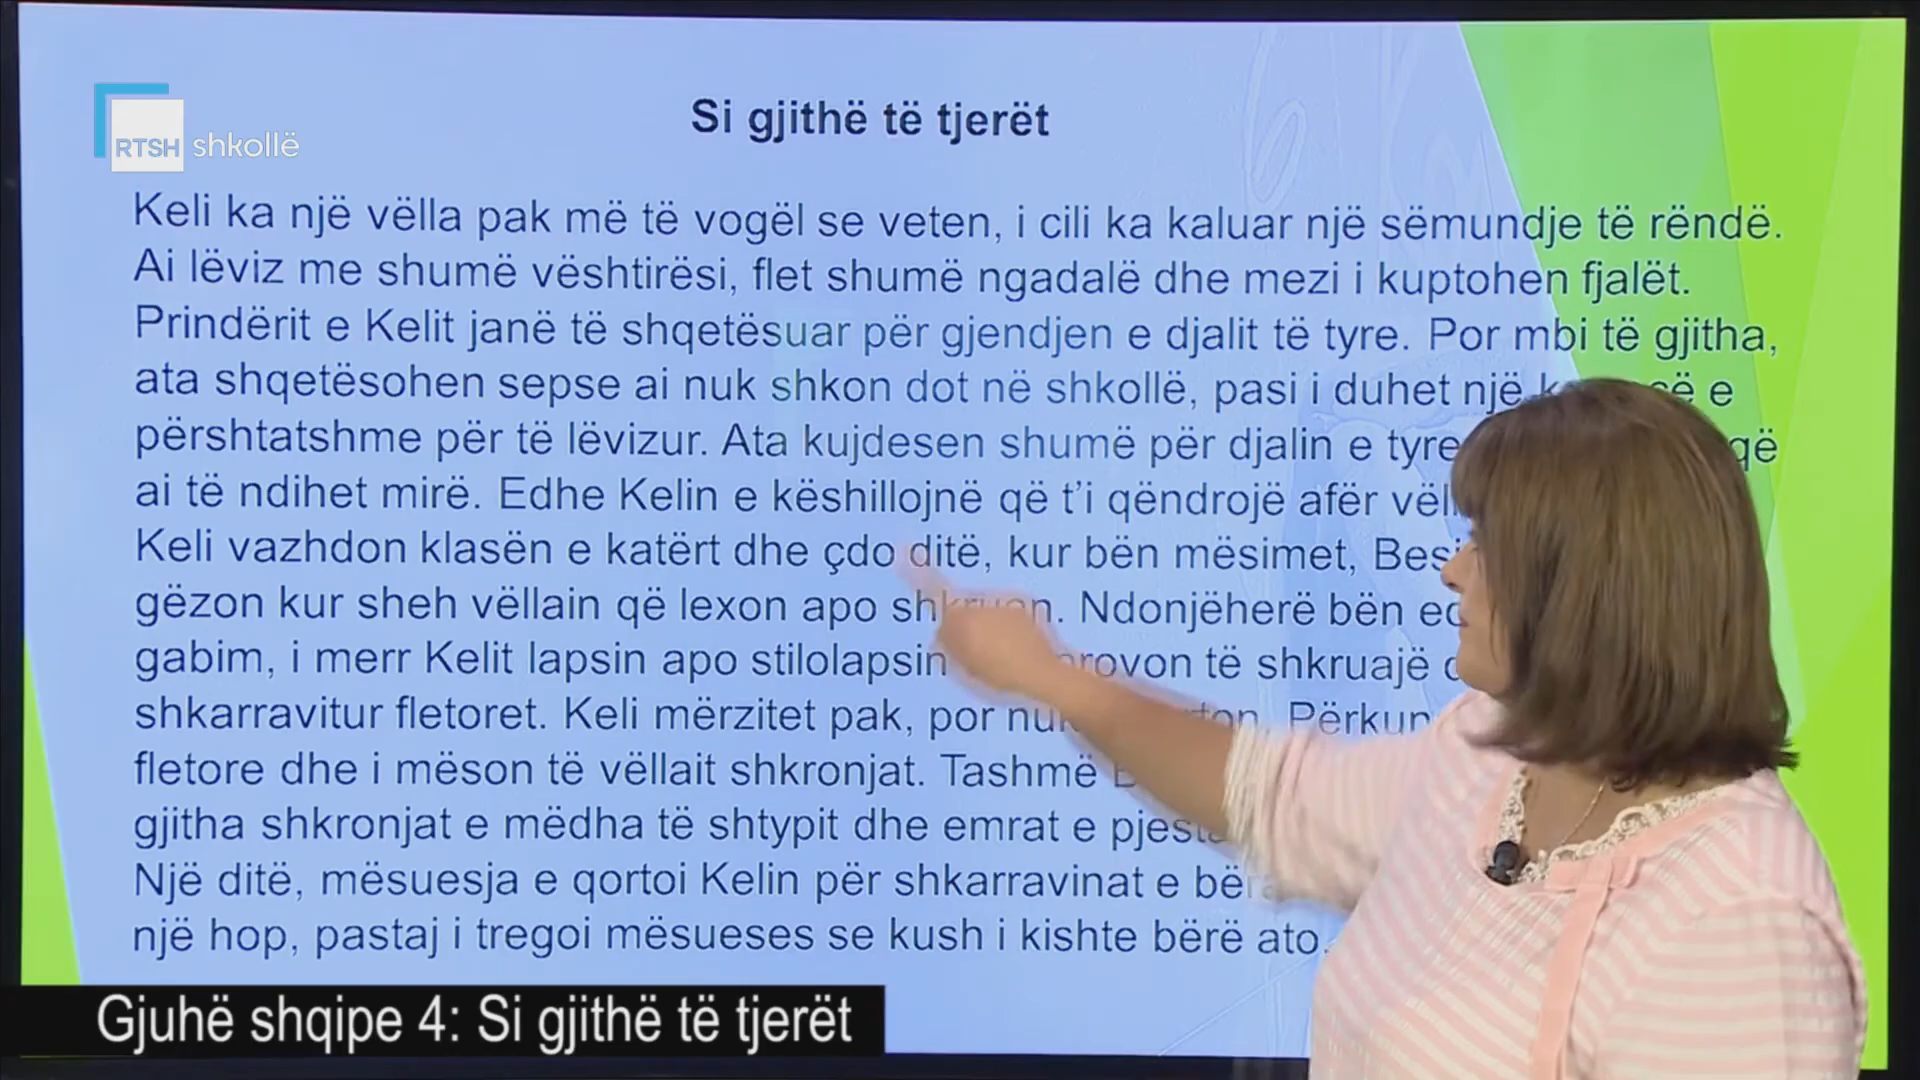 RTSH shkollë
Si gjithë të tjerët
Keli ka një vëlla pak më të vogël se veten, i cili ka kaluar një sëmundje të rëndë.
Ai lëviz me shumë vështirësi, flet shumë ngadalë dhe mezi i kuptohen fjalët.
Prindërit e Kelit janë të shqetësuar për gjendjen e djalit të tyre. Por mbi të gjitha,
ata shqetësohen sepse ai nuk shkon dot në shkollë, pasi i duhet një e
përshtatshme për të lëvizur. Ata kujdesen shumë për djalin e tyre që
ai të ndihet mirë. Edhe Kelin e këshillojnë që t'i qëndrojë afër
Keli vazhdon klasën e katërt dhe çdo ditë, kur bën mësimet,
gëzon kur sheh vëllain që lexon apo shkruan. Ndonjëherë bën
gabim, i merr Kelit lapsin apo stilolapsin provon të shkruajë
shkarravitur fletoret. Keli mërzitet pak, por
fletore dhe i mëson të vëllait shkronjat. Tashmë
gjitha shkronjat e mëdha të shtypit dhe emrat e
Një ditë, mësuesja e qortoi Kelin për shkarravinat e
një hop, pastaj i tregoi mësueses se kush i kishte bërë ato.
Gjuhë shqipe 4: Si gjithë të tjerët